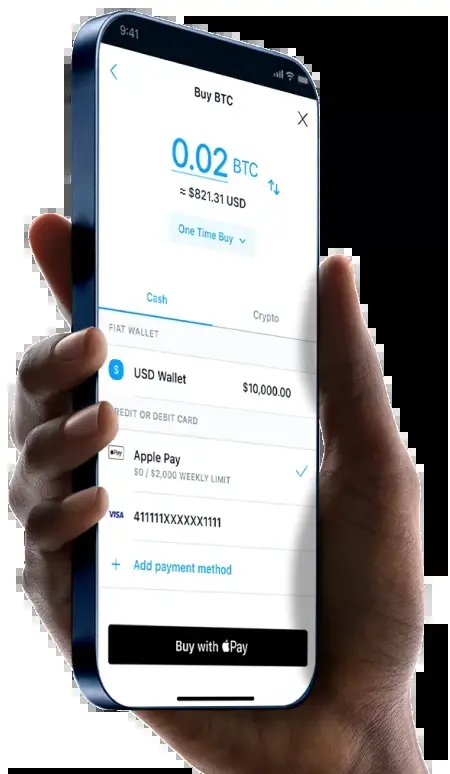 9:41
Buy BTC
0.02 BTC
≈ $821.31 USD
One Time Buy
Cash
Crypto
FIAT WALLET
USD Wallet
$10,000.00
REDIT OR DEBIT CARD
Pay
Apple Pay
$0 / $2,000 WEEKLY LIMIT
VISA
411111XXXXXX1111
+ Add payment method
Buy with Pay